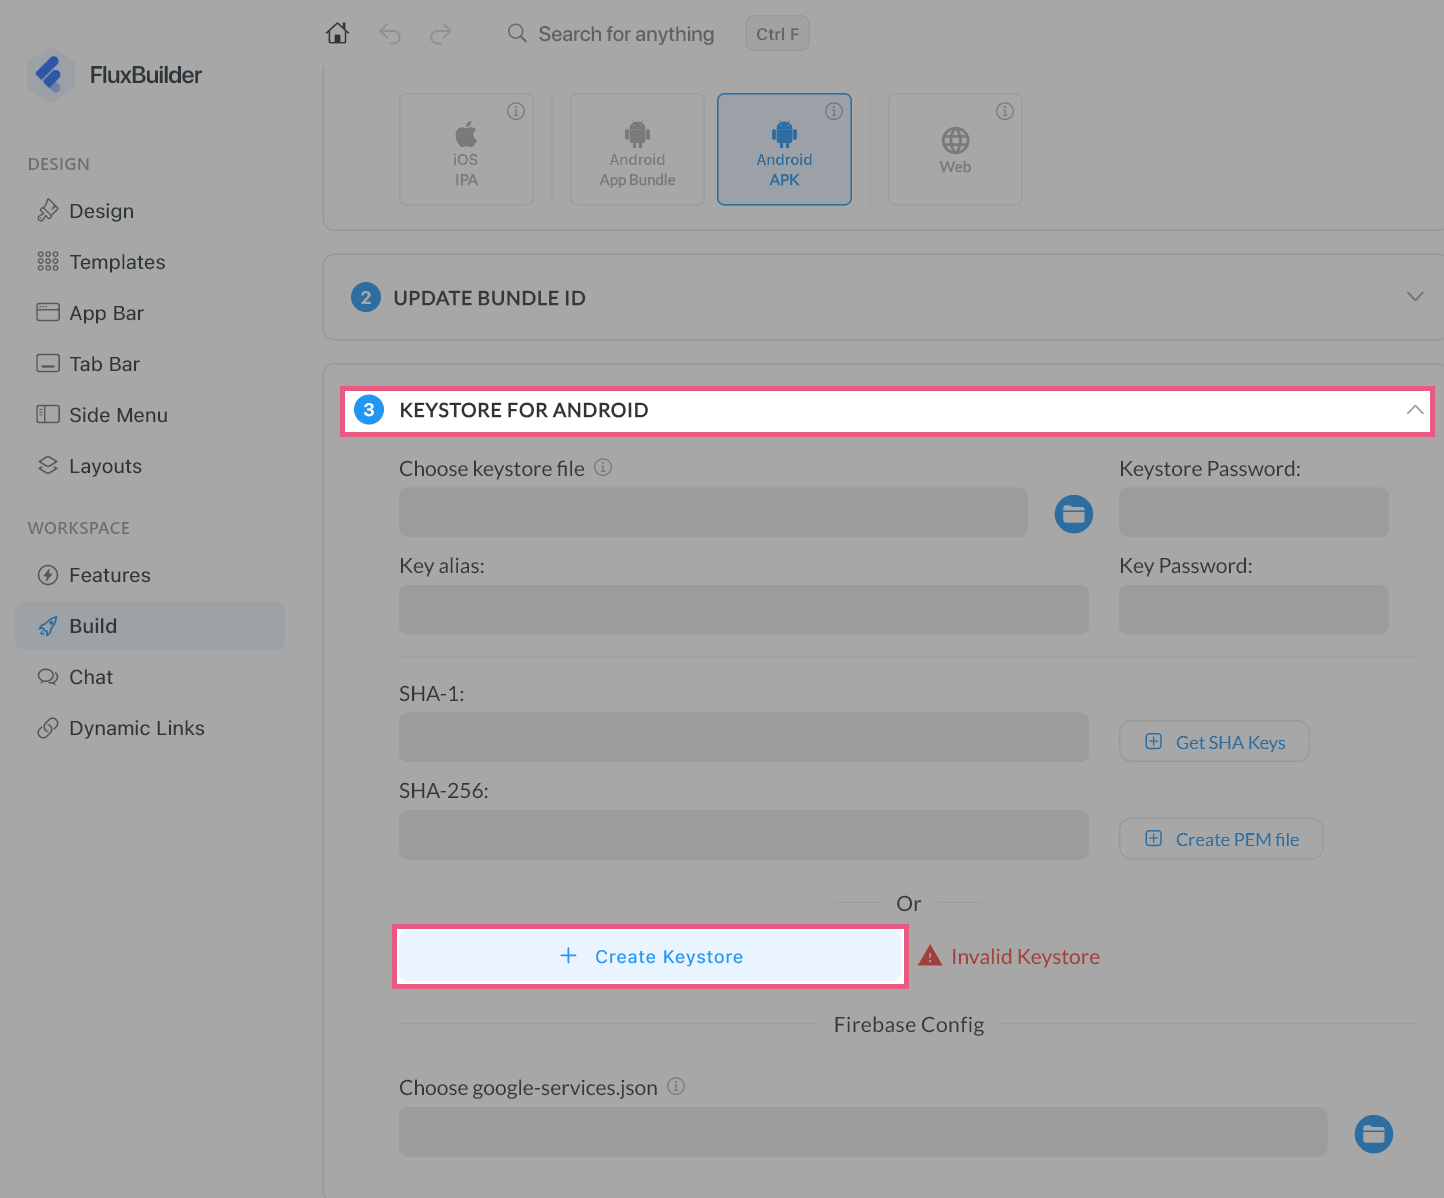 Search for anything
Ctrl F
FluxBuilder
DESIGN
Design
Templates
App Bar
Tab Bar
Side Menu
Layouts
WORKSPACE
Features
Build
Chat
Dynamic Links
iOS
IPA
Android
App Bundle
Android
APK
Web
2 UPDATE BUNDLE ID
3 KEYSTORE FOR ANDROID
Choose keystore file
Keystore Password:
Key alias:
Key Password:
SHA-1:
Get SHA Keys
SHA-256:
Create PEM file
Or
+ Create Keystore
Invalid Keystore
Firebase Config
Choose google-services.json